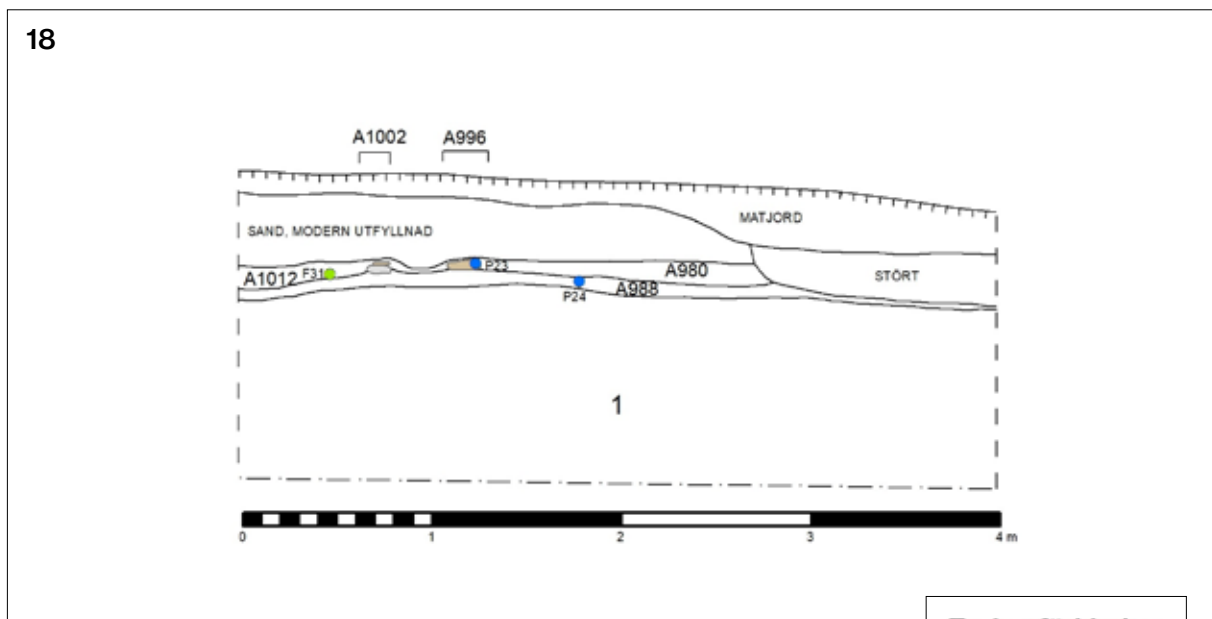 18
A1002 A996
MATJORD
SAND, MODERN UTFYLLNAD
A1012 F31 P23 A980 STÖRT
P24 A988
1
0 1 2 3 4 m